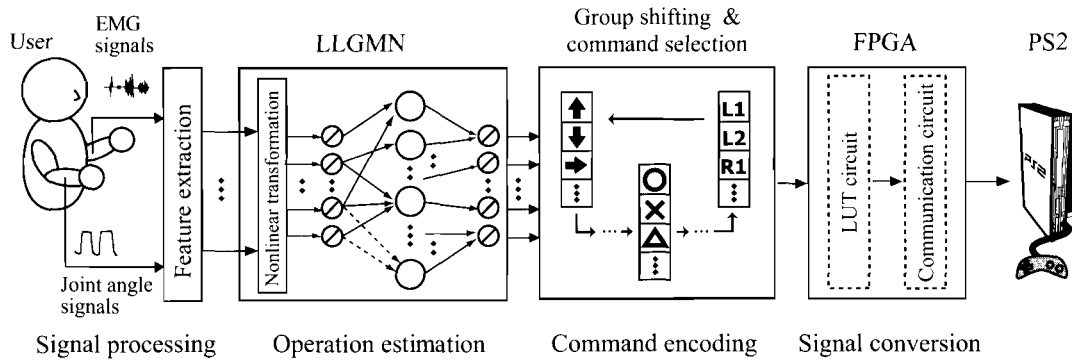 User
EMG
signals
Joint angle
signals
Feature extraction
LLGMN
Nonlinear transformation
Group shifting &
command selection
L1
L2
R1
FPGA
LUT circuit
Communication circuit
PS2
PS2
Signal processing
Operation estimation
Command encoding
Signal conversion